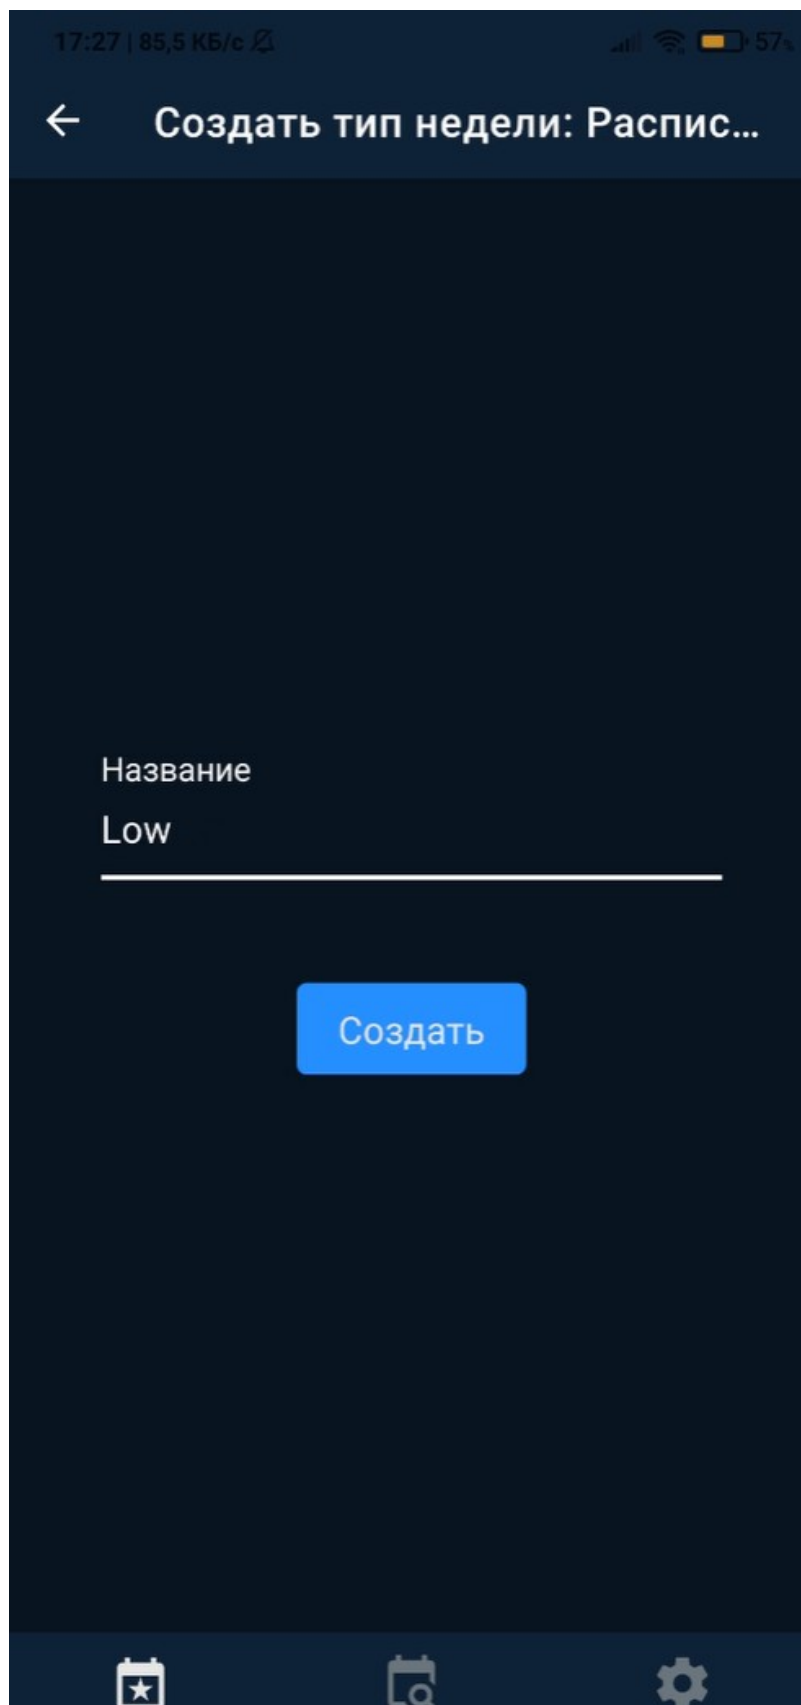 17:27 | 85,5 КБ/с
57%
Создать тип недели: Распис...
Название
Low
Создать